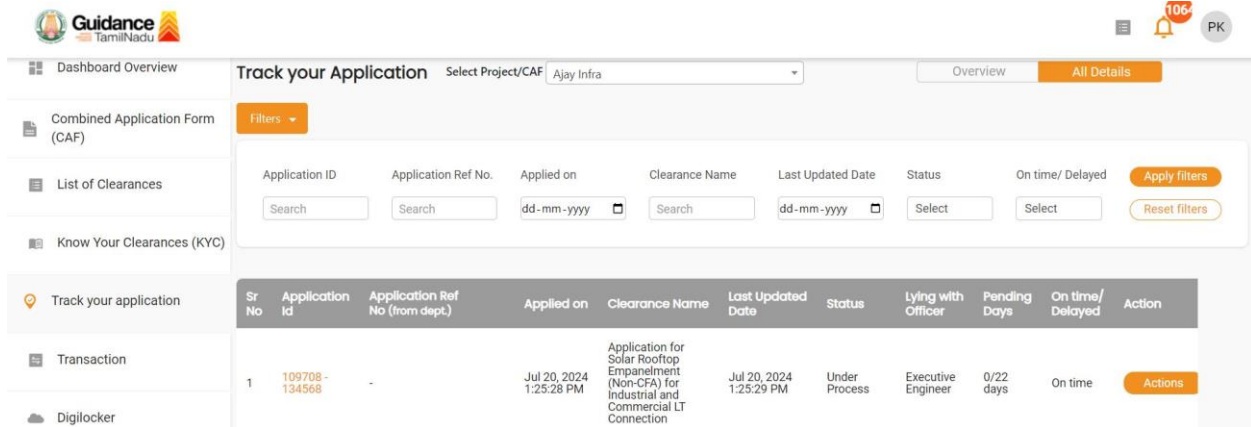 Guidance
TamilNadu
1064
PK
Dashboard Overview
Track your Application Select Project/CAF Ajay Infra Overview All Details
Combined Application Form
(CAF)
Filters
List of Clearances
Application ID Application Ref No. Applied on Clearance Name Last Updated Date Status On time/ Delayed Apply filters
Search Search dd-mm-yyyy Search dd-mm-yyyy Select Select Reset filters
Know Your Clearances (KYC)
Track your application
Sr
No
Application
Id
Application Ref
No (from dept.)
Applied on
Clearance Name
Last Updated
Date
Status
Lying with
Officer
Pending
Days
On time/
Delayed
Action
Transaction
1
109708 -
134568
-
Jul 20, 2024
1:25:28 PM
Application for
Solar Rooftop
Empanelment
(Non-CFA) for
Industrial and
Commercial LT
Connection
Jul 20, 2024
1:25:29 PM
Under
Process
Executive
Engineer
0/22
days
On time
Actions
Digilocker